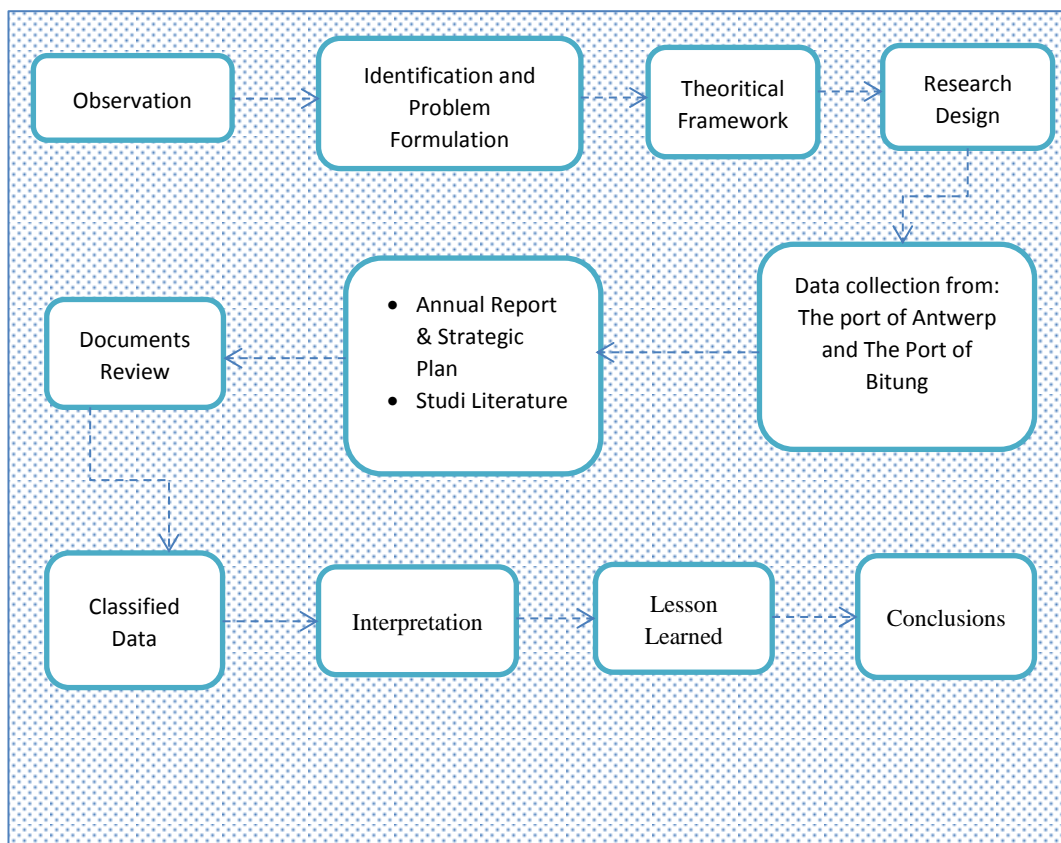 Observation
Identification and
Problem
Formulation
Theoritical
Framework
Research
Design
Data collection from:
The port of Antwerp
and The Port of
Bitung
• Annual Report
& Strategic
Plan
• Studi Literature
Documents
Review
Classified
Data
Interpretation
Lesson
Learned
Conclusions